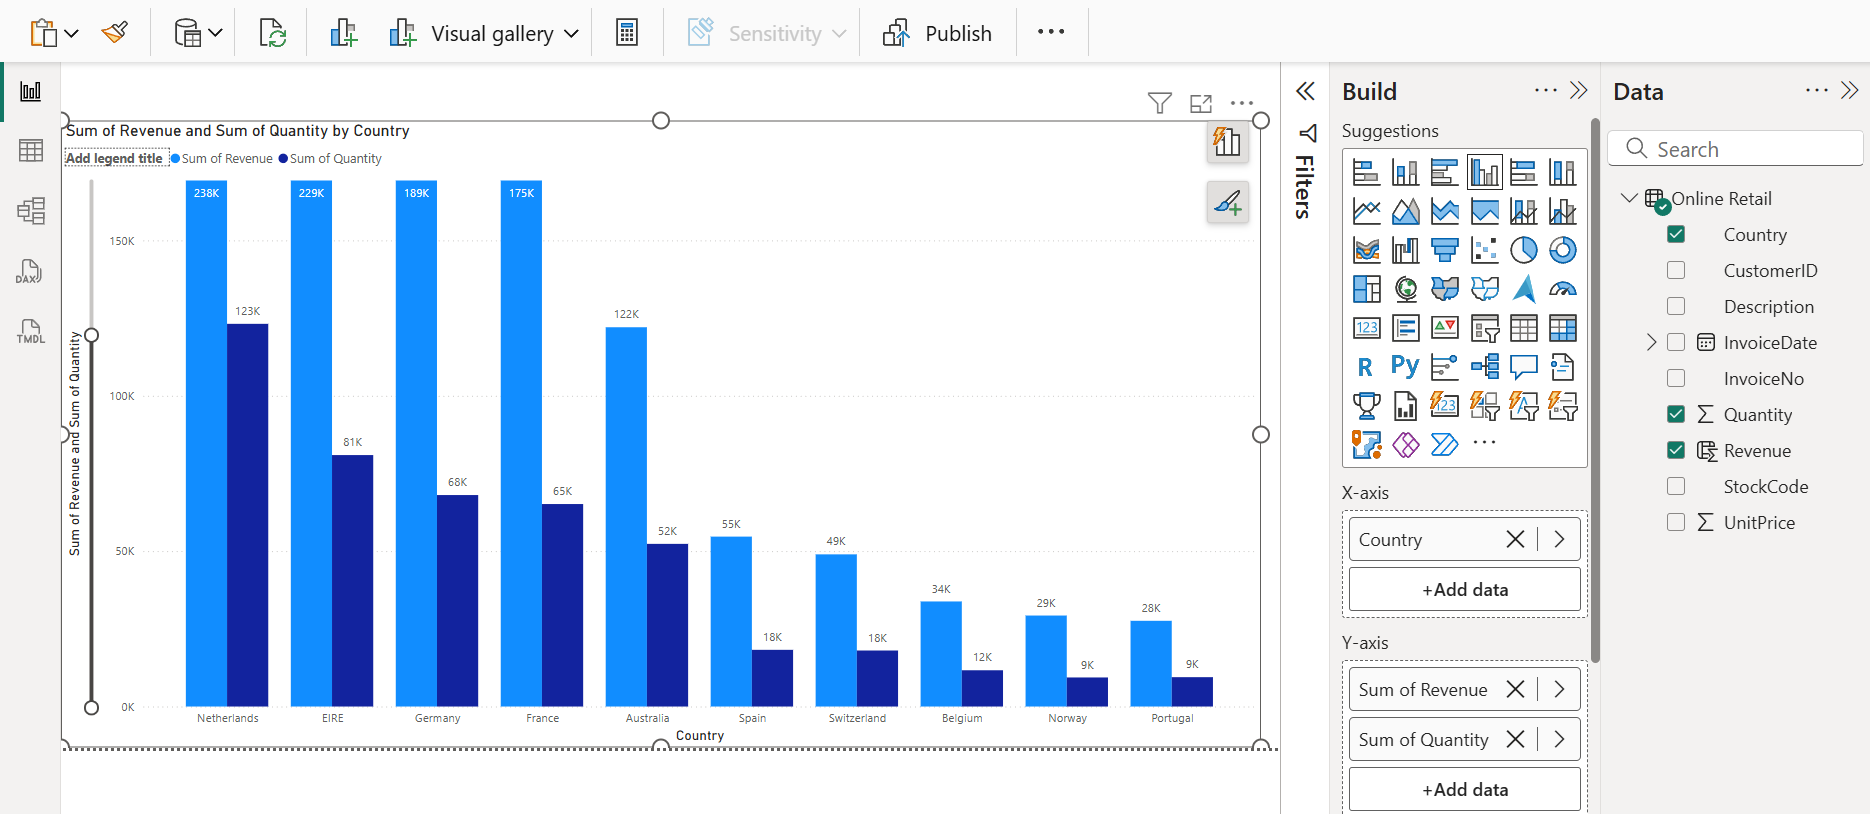 Visual gallery
Sensitivity
Publish
DAX
TMDL
Sum of Revenue and Sum of Quantity by Country
Add legend title
Sum of Revenue
Sum of Quantity
Sum of Revenue and Sum of Quantity
150K
100K
50K
0K
238K
123K
229K
81K
189K
68K
175K
65K
122K
52K
55K
18K
49K
18K
34K
12K
29K
9K
28K
9K
Netherlands
EIRE
Germany
France
Australia
Spain
Switzerland
Belgium
Norway
Portugal
Country
Filters
Build
Suggestions
123
R
Py
123
A
X-axis
Country
+Add data
Y-axis
Sum of Revenue
Sum of Quantity
+Add data
Data
Search
Online Retail
Country
CustomerID
Description
InvoiceDate
InvoiceNo
Quantity
Revenue
StockCode
UnitPrice